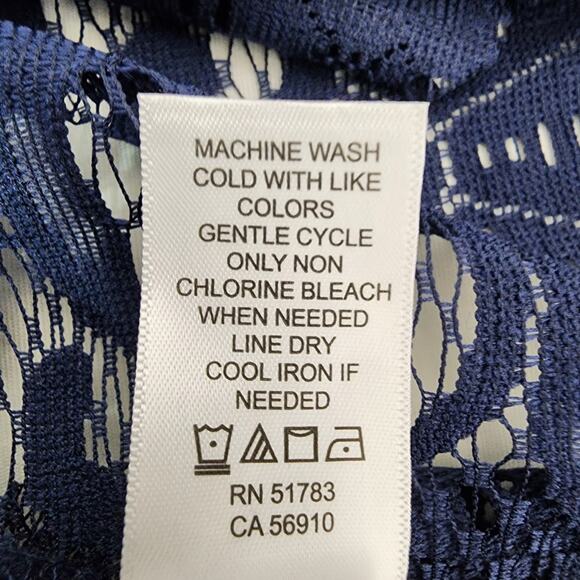 MACHINE WASH
COLD WITH LIKE
COLORS
GENTLE CYCLE
ONLY NON
CHLORINE BLEACH
WHEN NEEDED
LINE DRY
COOL IRON IF
NEEDED
RN 51783
CA 56910